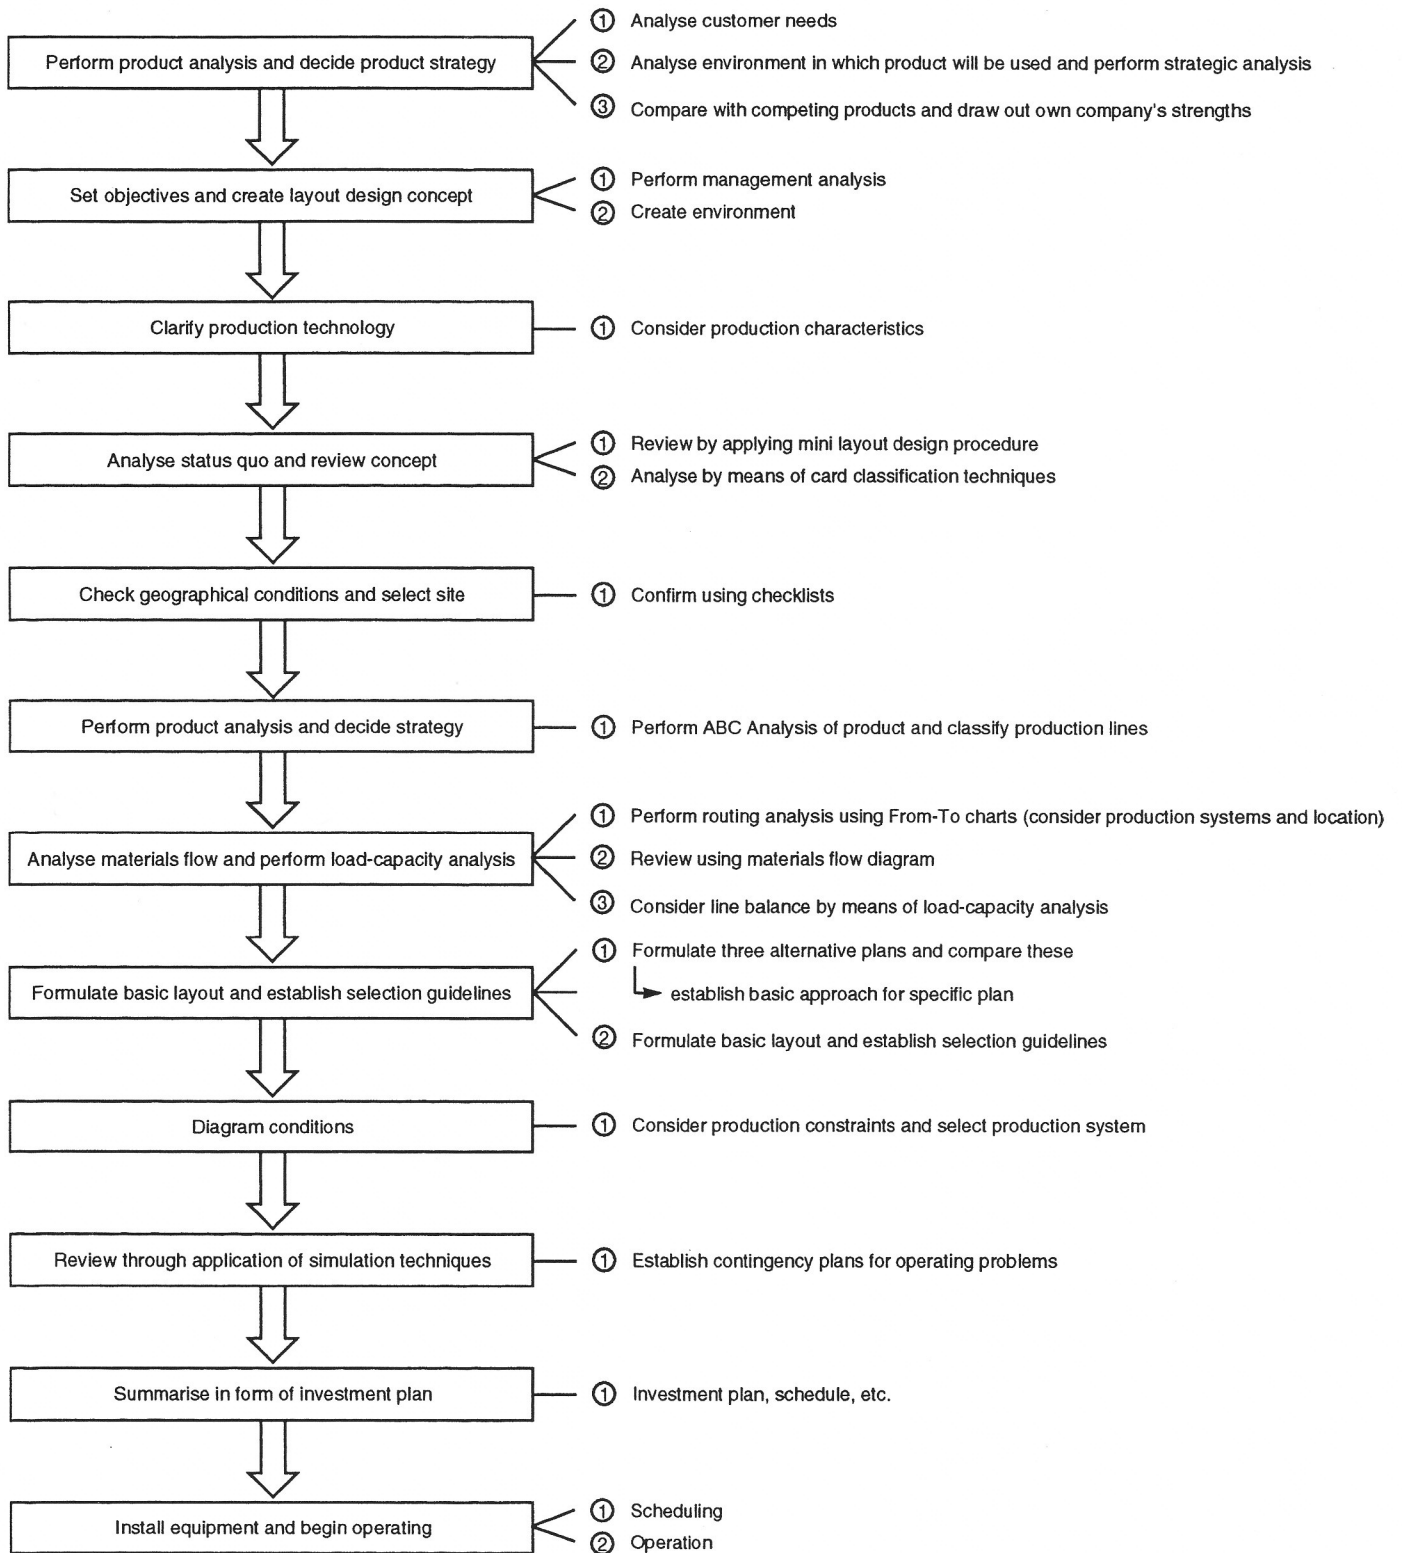 ① Analyse customer needs
Perform product analysis and decide product strategy
② Analyse environment in which product will be used and perform strategic analysis
③ Compare with competing products and draw out own company's strengths
Set objectives and create layout design concept
① Perform management analysis
② Create environment
Clarify production technology
① Consider production characteristics
Analyse status quo and review concept
① Review by applying mini layout design procedure
② Analyse by means of card classification techniques
Check geographical conditions and select site
① Confirm using checklists
Perform product analysis and decide strategy
① Perform ABC Analysis of product and classify production lines
Analyse materials flow and perform load-capacity analysis
① Perform routing analysis using From-To charts (consider production systems and location)
② Review using materials flow diagram
③ Consider line balance by means of load-capacity analysis
Formulate basic layout and establish selection guidelines
① Formulate three alternative plans and compare these
establish basic approach for specific plan
② Formulate basic layout and establish selection guidelines
Diagram conditions
① Consider production constraints and select production system
Review through application of simulation techniques
① Establish contingency plans for operating problems
Summarise in form of investment plan
① Investment plan, schedule, etc.
Install equipment and begin operating
① Scheduling
② Operation